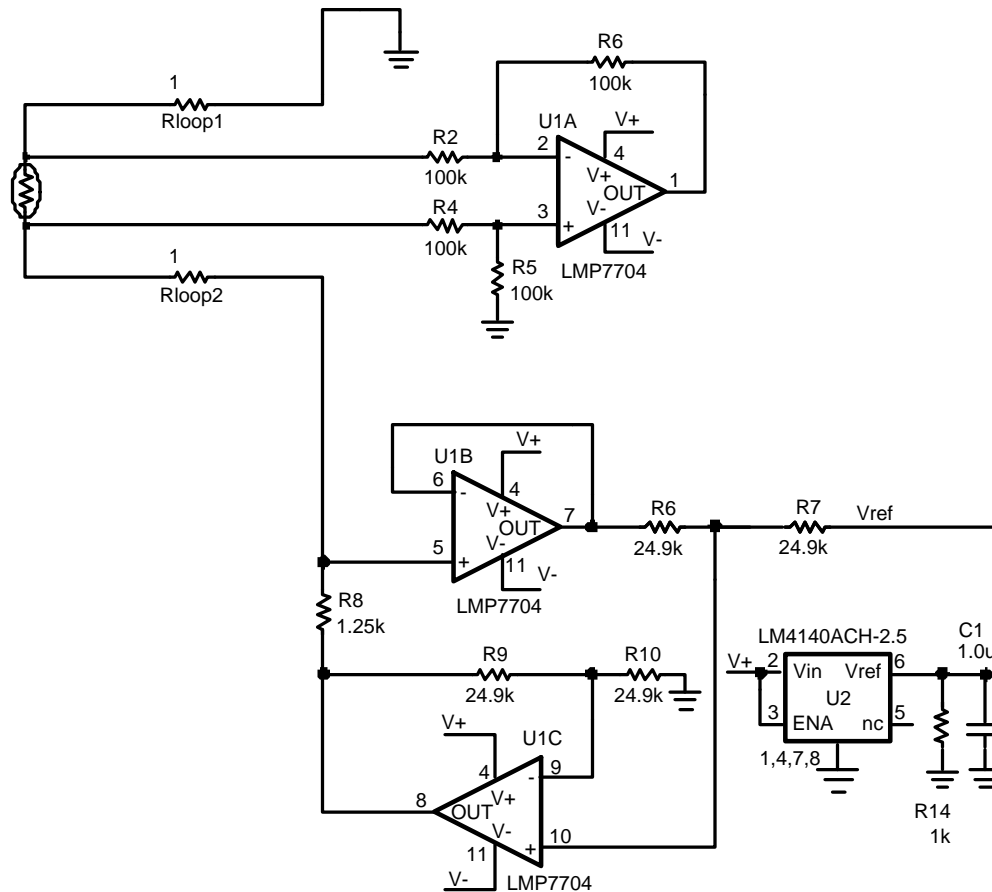 1
Rloop1
R6
100k
U1A
V+
R2
100k
2
-
4
V+
OUT
1
R4
100k
3
+
V-
11
V-
LMP7704
R5
100k
1
Rloop2
U1B
V+
6
-
4
V+
OUT
7
5
+
V-
11
V-
LMP7704
R6
24.9k
R7
24.9k
Vref
R8
1.25k
R9
24.9k
R10
24.9k
V+
U1C
4
-
9
V+
8
OUT
V-
+
10
11
V-
LMP7704
LM4140ACH-2.5
V+
2
Vin
Vref
6
U2
3
ENA
nc
5
1,4,7,8
C1
1.0u
R14
1k